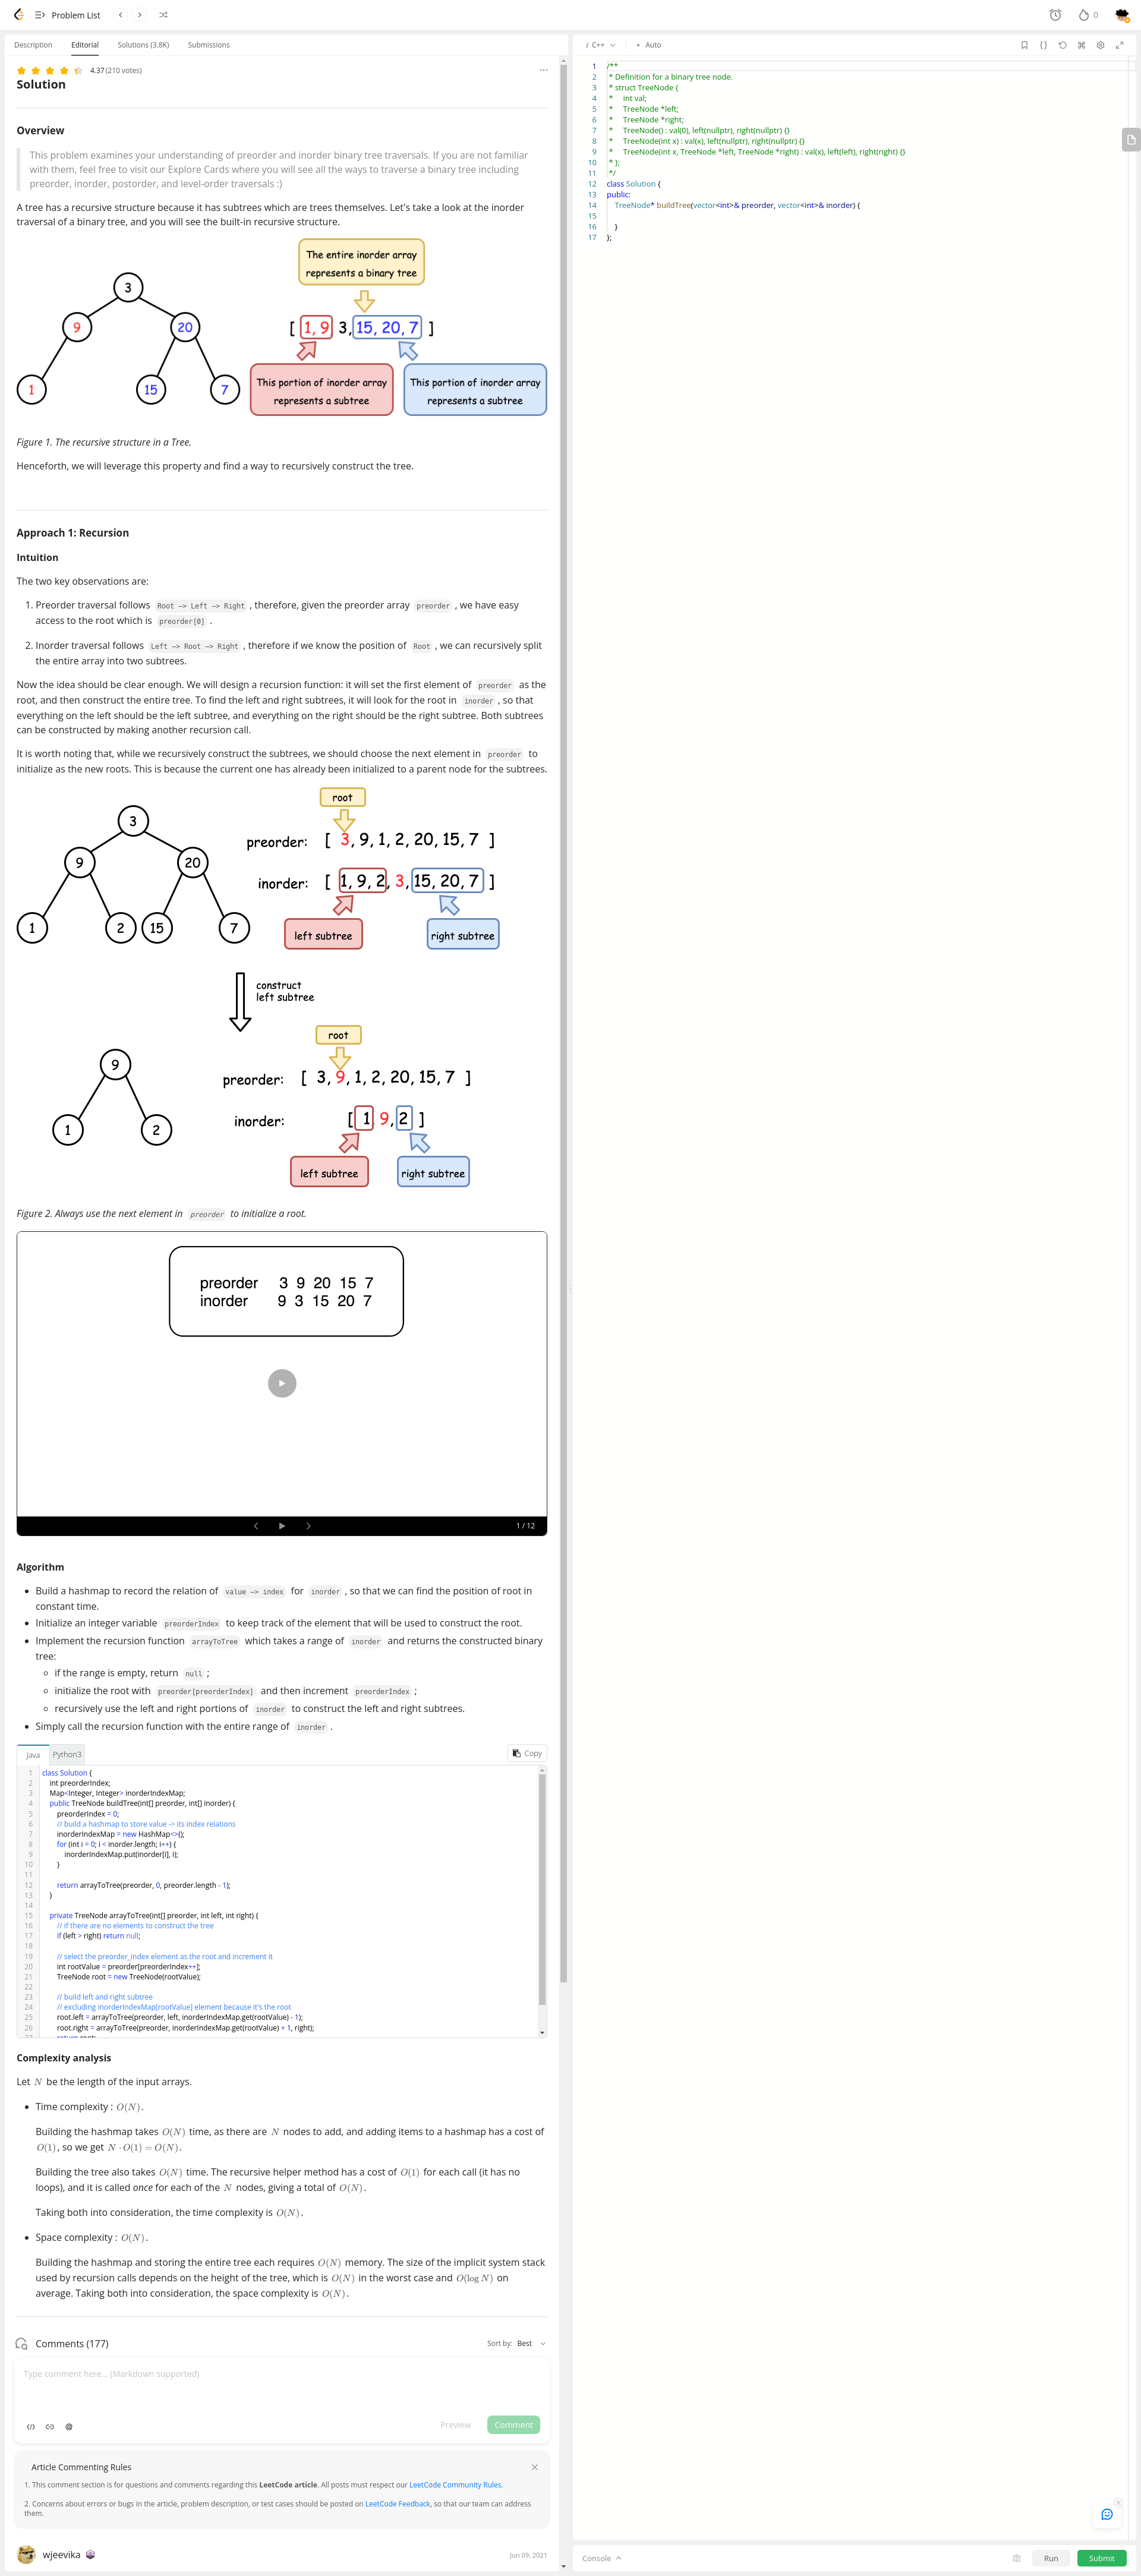 Problem List
0
Description Editorial Solutions (3.8K) Submissions
4.37 (210 votes)
Solution
Overview
This problem examines your understanding of preorder and inorder binary tree traversals. If you are not familiar
with them, feel free to visit our Explore Cards where you will see all the ways to traverse a binary tree including
preorder, inorder, postorder, and level-order traversals :)
A tree has a recursive structure because it has subtrees which are trees themselves. Let's take a look at the inorder
traversal of a binary tree, and you will see the built-in recursive structure.
The entire inorder array
represents a binary tree
3
9
20
[ 1, 9 3, 15, 20, 7 ]
1
15
7
This portion of inorder array
represents a subtree
This portion of inorder array
represents a subtree
Figure 1. The recursive structure in a Tree.
Henceforth, we will leverage this property and find a way to recursively construct the tree.
Approach 1: Recursion
Intuition
The two key observations are:
1. Preorder traversal follows Root –> Left –> Right , therefore, given the preorder array preorder , we have easy
access to the root which is preorder[0] .
2. Inorder traversal follows Left –> Root –> Right , therefore if we know the position of Root , we can recursively split
the entire array into two subtrees.
Now the idea should be clear enough. We will design a recursion function: it will set the first element of preorder as the
root, and then construct the entire tree. To find the left and right subtrees, it will look for the root in inorder , so that
everything on the left should be the left subtree, and everything on the right should be the right subtree. Both subtrees
can be constructed by making another recursion call.
It is worth noting that, while we recursively construct the subtrees, we should choose the next element in preorder to
initialize as the new roots. This is because the current one has already been initialized to a parent node for the subtrees.
root
3
preorder: [ 3, 9, 1, 2, 20, 15, 7 ]
9
20
inorder: [ 1, 9, 2, 3, 15, 20, 7 ]
1
2
15
7
left subtree
right subtree
construct
left subtree
root
9
preorder: [ 3, 9, 1, 2, 20, 15, 7 ]
1
2
inorder: [ 1, 9, 2 ]
left subtree
right subtree
Figure 2. Always use the next element in preorder to initialize a root.
preorder 3 9 20 15 7
inorder 9 3 15 20 7
1 / 12
Algorithm
• Build a hashmap to record the relation of value –> index for inorder , so that we can find the position of root in
constant time.
• Initialize an integer variable preorderIndex to keep track of the element that will be used to construct the root.
• Implement the recursion function arrayToTree which takes a range of inorder and returns the constructed binary
tree:
◦ if the range is empty, return null ;
◦ initialize the root with preorder[preorderIndex] and then increment preorderIndex ;
◦ recursively use the left and right portions of inorder to construct the left and right subtrees.
• Simply call the recursion function with the entire range of inorder .
Java Python3 Copy
1 class Solution {
2 int preorderIndex;
3 Map<Integer, Integer> inorderIndexMap;
4 public TreeNode buildTree(int[] preorder, int[] inorder) {
5 preorderIndex = 0;
6 // build a hashmap to store value -> its index relations
7 inorderIndexMap = new HashMap<>();
8 for (int i = 0; i < inorder.length; i++) {
9 inorderIndexMap.put(inorder[i], i);
10 }
11
12 return arrayToTree(preorder, 0, preorder.length - 1);
13 }
14
15 private TreeNode arrayToTree(int[] preorder, int left, int right) {
16 // if there are no elements to construct the tree
17 if (left > right) return null;
18
19 // select the preorder_index element as the root and increment it
20 int rootValue = preorder[preorderIndex++];
21 TreeNode root = new TreeNode(rootValue);
22
23 // build left and right subtree
24 // excluding inorderIndexMap[rootValue] element because it's the root
25 root.left = arrayToTree(preorder, left, inorderIndexMap.get(rootValue) - 1);
26 root.right = arrayToTree(preorder, inorderIndexMap.get(rootValue) + 1, right);
27 return root;
Complexity analysis
Let N be the length of the input arrays.
• Time complexity : O(N).
Building the hashmap takes O(N) time, as there are N nodes to add, and adding items to a hashmap has a cost of
O(1), so we get N · O(1) = O(N).
Building the tree also takes O(N) time. The recursive helper method has a cost of O(1) for each call (it has no
loops), and it is called once for each of the N nodes, giving a total of O(N).
Taking both into consideration, the time complexity is O(N).
• Space complexity : O(N).
Building the hashmap and storing the entire tree each requires O(N) memory. The size of the implicit system stack
used by recursion calls depends on the height of the tree, which is O(N) in the worst case and O(log N) on
average. Taking both into consideration, the space complexity is O(N).
Comments (177)
Sort by: Best
Type comment here... (Markdown supported)
Preview Comment
Article Commenting Rules
1. This comment section is for questions and comments regarding this LeetCode article. All posts must respect our LeetCode Community Rules.
2. Concerns about errors or bugs in the article, problem description, or test cases should be posted on LeetCode Feedback, so that our team can address
them.
wjeevika
Jun 09, 2021
i C++ • Auto
1 /**
2 * Definition for a binary tree node.
3 * struct TreeNode {
4 * int val;
5 * TreeNode *left;
6 * TreeNode *right;
7 * TreeNode() : val(0), left(nullptr), right(nullptr) {}
8 * TreeNode(int x) : val(x), left(nullptr), right(nullptr) {}
9 * TreeNode(int x, TreeNode *left, TreeNode *right) : val(x), left(left), right(right) {}
10 * };
11 */
12 class Solution {
13 public:
14 TreeNode* buildTree(vector<int>& preorder, vector<int>& inorder) {
15
16 }
17 };
Console
Run Submit